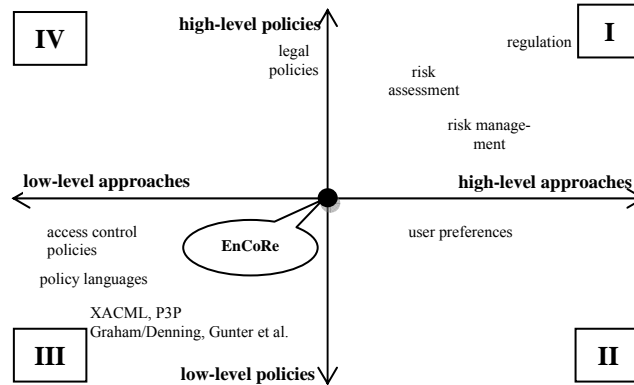 IV
high-level policies
I
regulation
legal
policies
risk
assessment
risk manage-
ment
low-level approaches
high-level approaches
access control
policies
EnCoRe
user preferences
policy languages
XACML, P3P
Graham/Denning, Gunter et al.
III
low-level policies
II